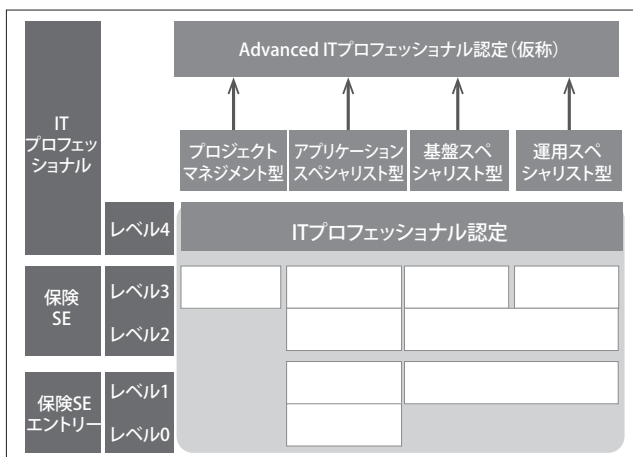 Advanced ITプロフェッショナル認定（仮称）
IT
プロフェッ
ショナル
プロジェクト
マネジメント型
アプリケーション
スペシャリスト型
基盤スペ
シャリスト型
運用スペ
シャリスト型
レベル4
ITプロフェッショナル認定
保険
SE
レベル3
レベル2
保険SE
エントリー
レベル1
レベル0